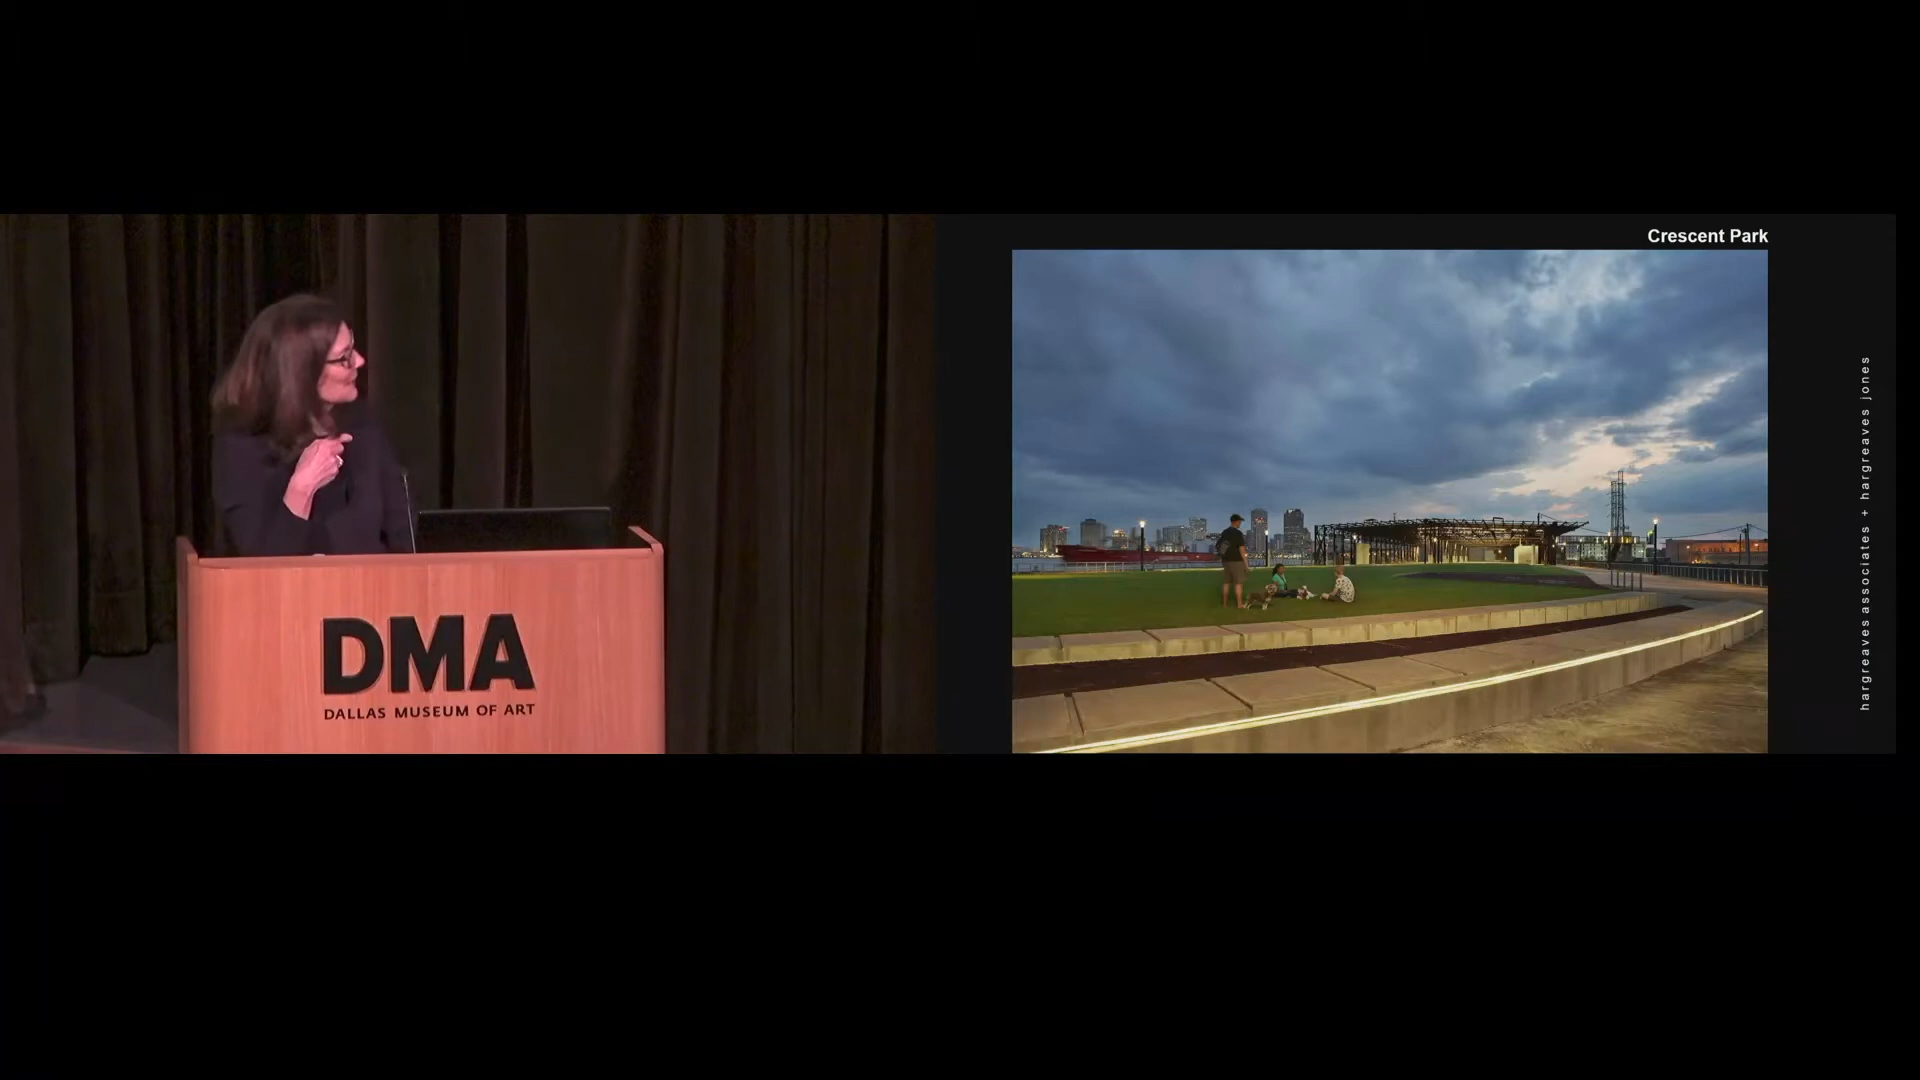 DMA
DALLAS MUSEUM OF ART
Crescent Park
hargreaves associates + hargreaves jones